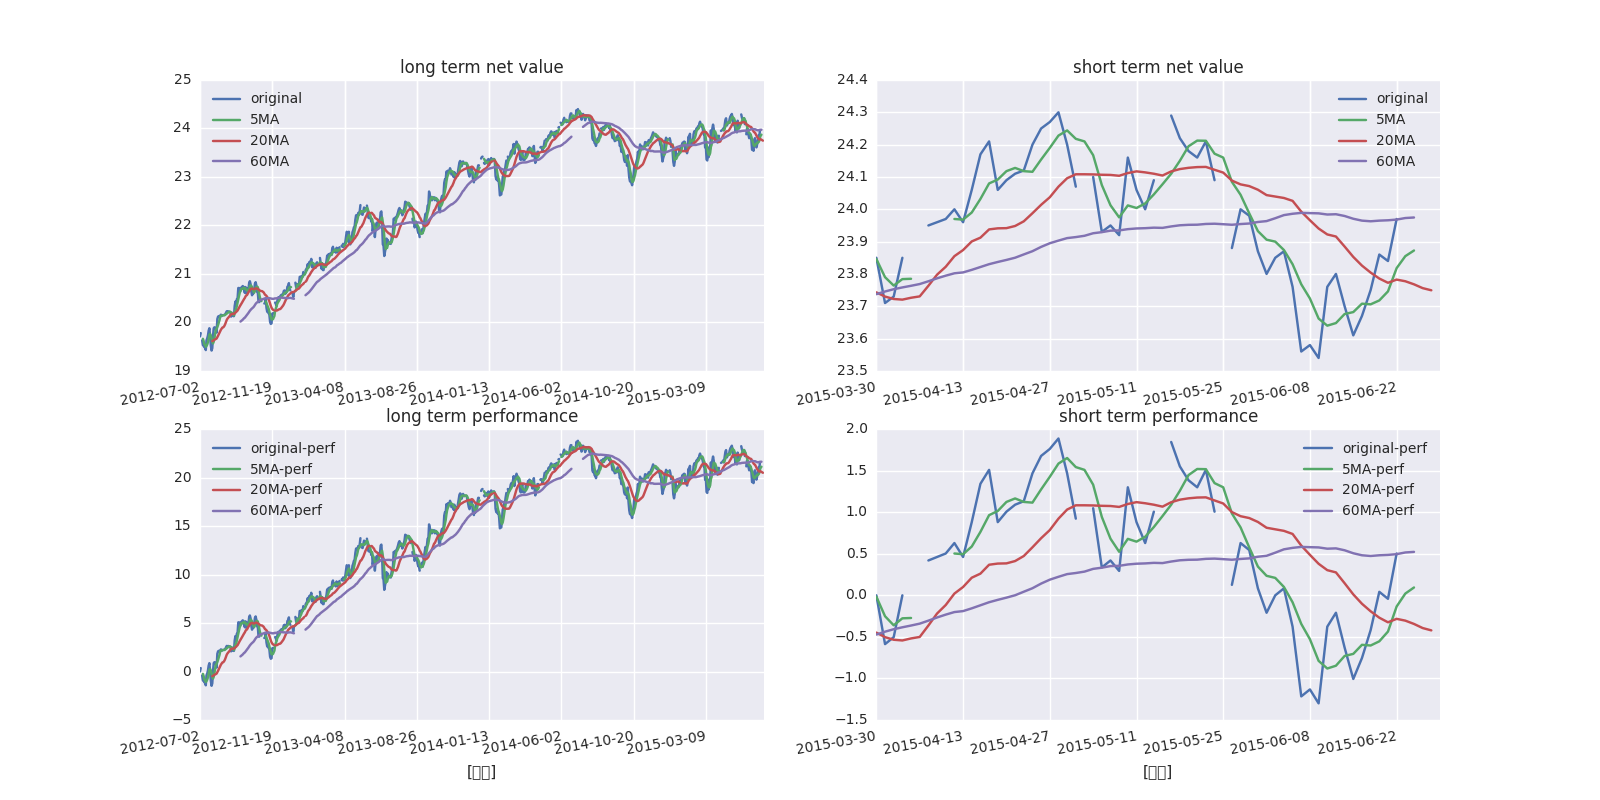 long term net value
25
24
23
22
21
20
19
original
5MA
20MA
60MA
2012-07-02 2012-11-19 2013-04-08 2013-08-26 2014-01-13 2014-06-02 2014-10-20 2015-03-09
short term net value
24.4
24.3
24.2
24.1
24.0
23.9
23.8
23.7
23.6
23.5
original
5MA
20MA
60MA
2015-03-30 2015-04-13 2015-04-27 2015-05-11 2015-05-25 2015-06-08 2015-06-22
long term performance
25
20
15
10
5
0
−5
original-perf
5MA-perf
20MA-perf
60MA-perf
2012-07-02 2012-11-19 2013-04-08 2013-08-26 2014-01-13 2014-06-02 2014-10-20 2015-03-09
short term performance
2.0
1.5
1.0
0.5
0.0
−0.5
−1.0
−1.5
original-perf
5MA-perf
20MA-perf
60MA-perf
2015-03-30 2015-04-13 2015-04-27 2015-05-11 2015-05-25 2015-06-08 2015-06-22